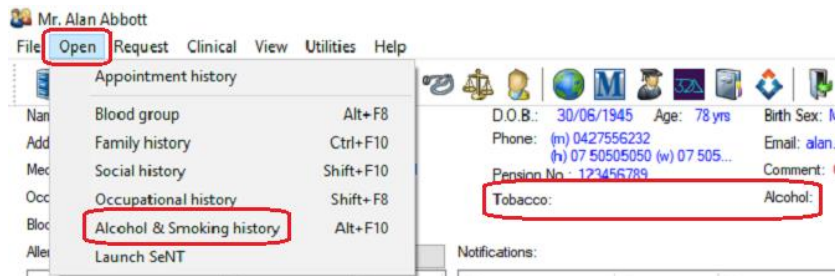 Mr. Alan Abbott
File Open Request Clinical View Utilities Help
Appointment history
Blood group Alt+F8
Family history Ctrl+F10
Social history Shift+F10
Occupational history Shift+F8
Alcohol & Smoking history Alt+F10
Launch SeNT
D.O.B.: 30/06/1945 Age: 78 yrs Birth Sex:
Phone: (m) 0427556232 Email: alan.
(h) 07 50505050 (w) 07 505...
Pension No.: 123456789 Comment:
Tobacco: Alcohol:
Notifications: